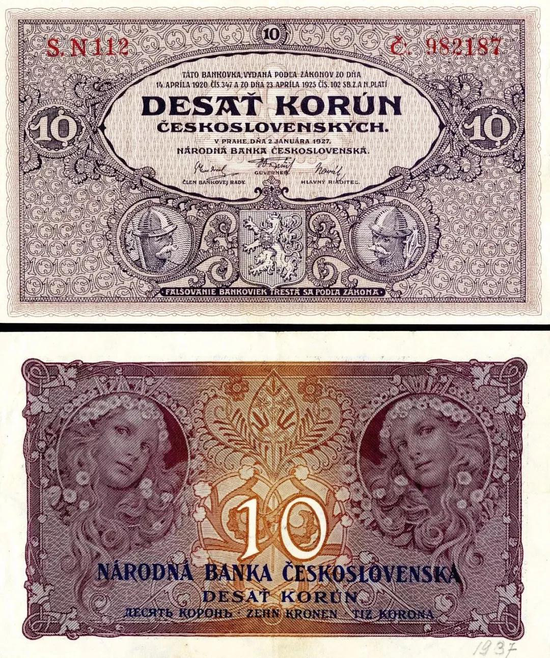 10
S. N 112
Č. 982187
TÁTO BANKOVKA, VYDANÁ PODĽA ZÁKONOV ZO DŇA
14. APRÍLA 1920, ČÍS. 347 A ZO DŇA 23. APRÍLA 1925 ČÍS. 102 SB. Z. A N. PLATÍ
DESAŤ KORÚN
ČESKOSLOVENSKÝCH.
10
10
V PRAHE, DŇA 2. JANUÁRA 1927.
NÁRODNÁ BANKA ČESKOSLOVENSKÁ.
GUVERNÉR.
ČLEN BANKOVEJ RADY.
HLAVNÝ RIADITEĽ.
FALŠOVANIE BANKOVIEK TRESTÁ SA PODĽA ZÁKONA.
10
NÁRODNÁ BANKA ČESKOSLOVENSKÁ
DESAŤ KORÚN.
ДЕСЯТЬ КОРОНЪ · ZEHN KRONEN · TIZ KORONA
1937